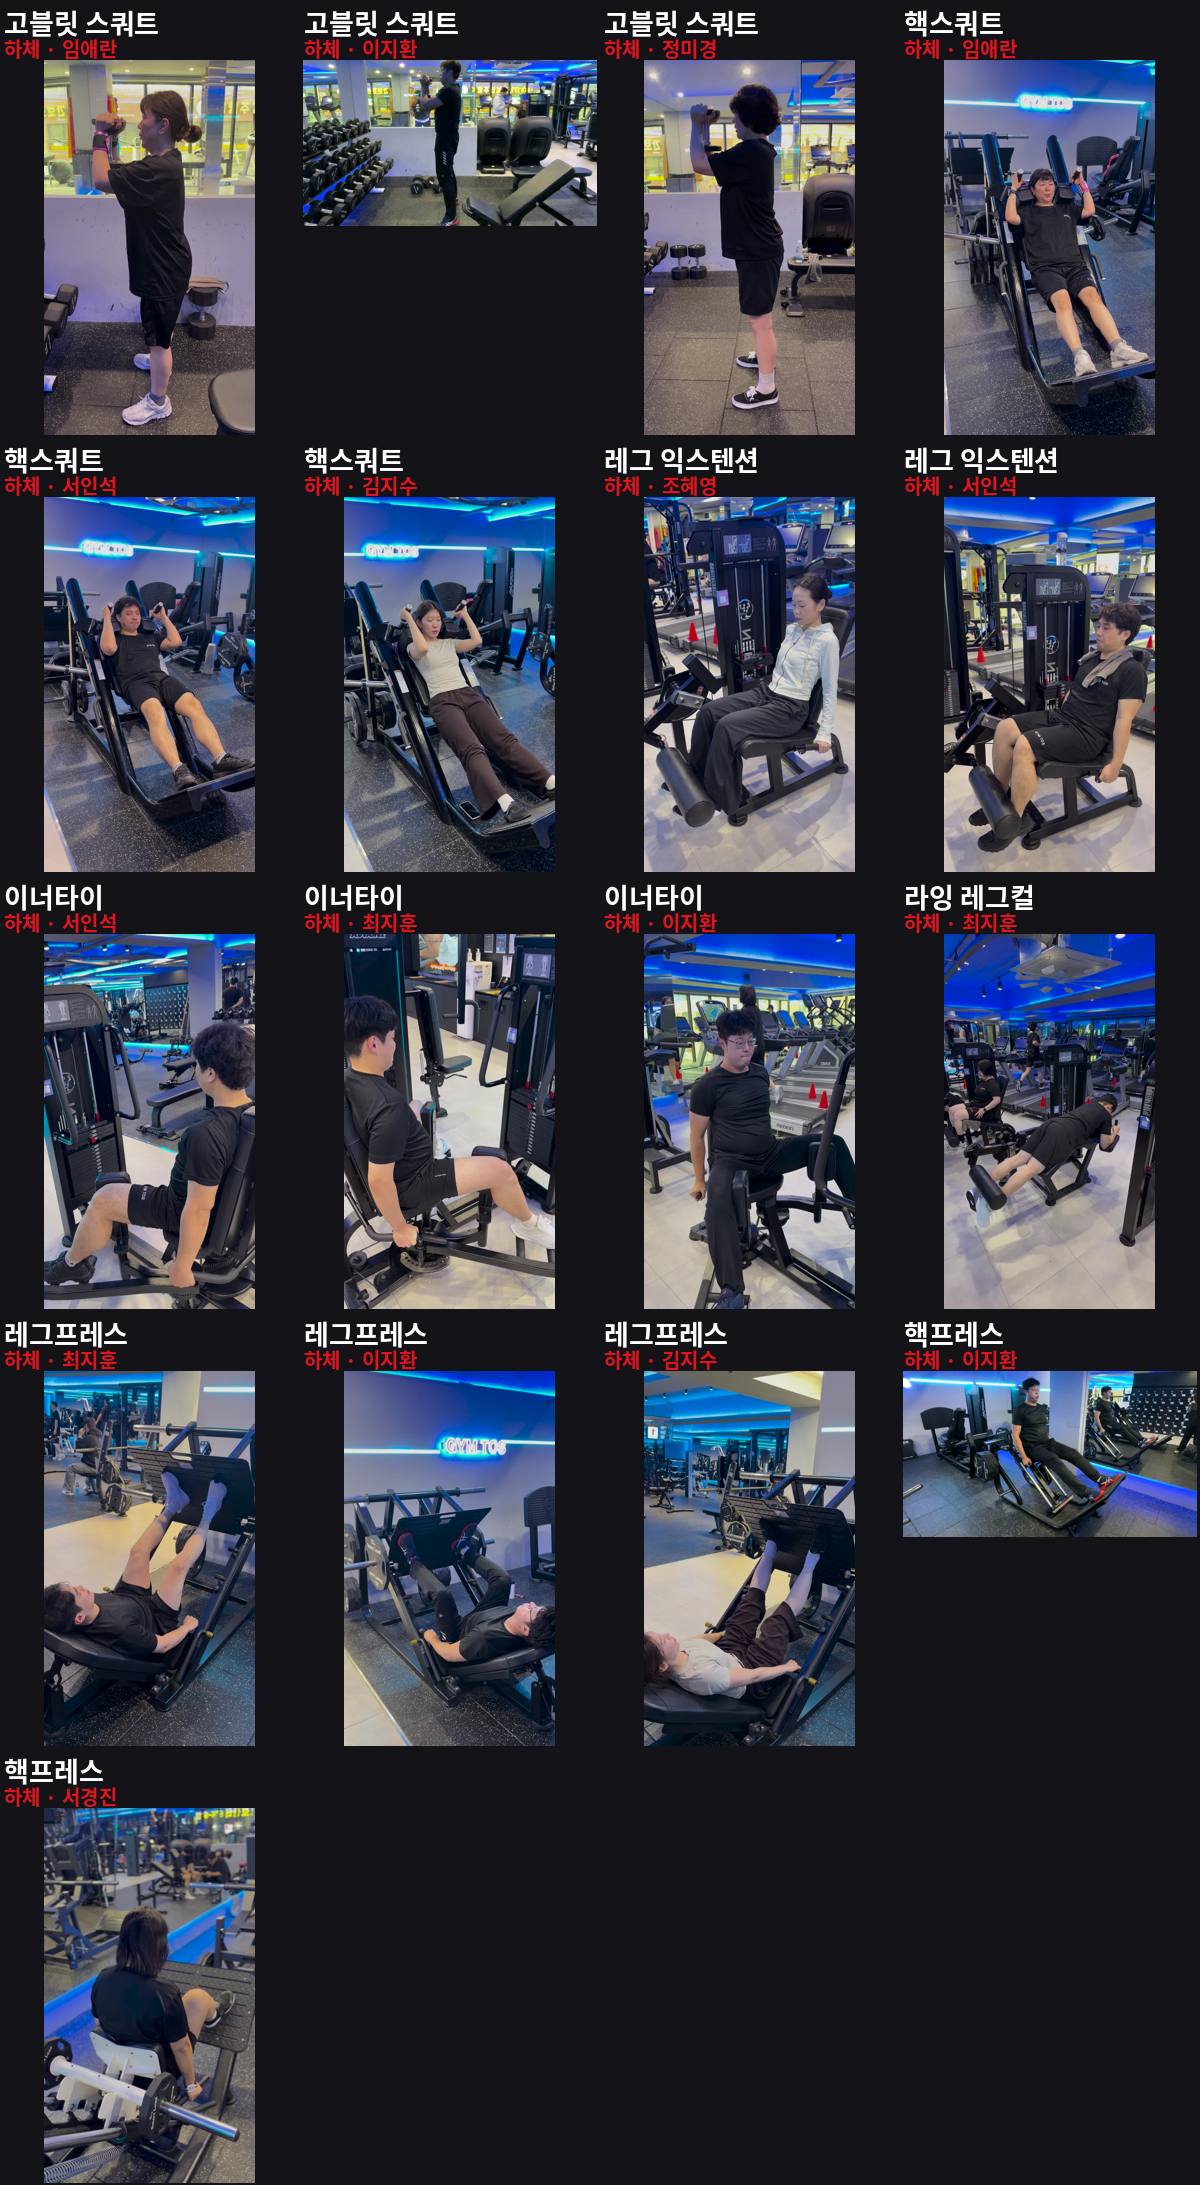 고블릿 스쿼트
하체 · 임애란
고블릿 스쿼트
하체 · 이지환
고블릿 스쿼트
하체 · 정미경
핵스쿼트
하체 · 임애란
GYM TOS
핵스쿼트
하체 · 서인석
GYM TOS
핵스쿼트
하체 · 김지수
GYM TOS
레그 익스텐션
하체 · 조혜영
레그 익스텐션
하체 · 서인석
이너타이
하체 · 서인석
이너타이
하체 · 최지훈
이너타이
하체 · 이지환
라잉 레그컬
하체 · 최지훈
레그프레스
하체 · 최지훈
레그프레스
하체 · 이지환
GYM TOS
레그프레스
하체 · 김지수
핵프레스
하체 · 이지환
핵프레스
하체 · 서경진